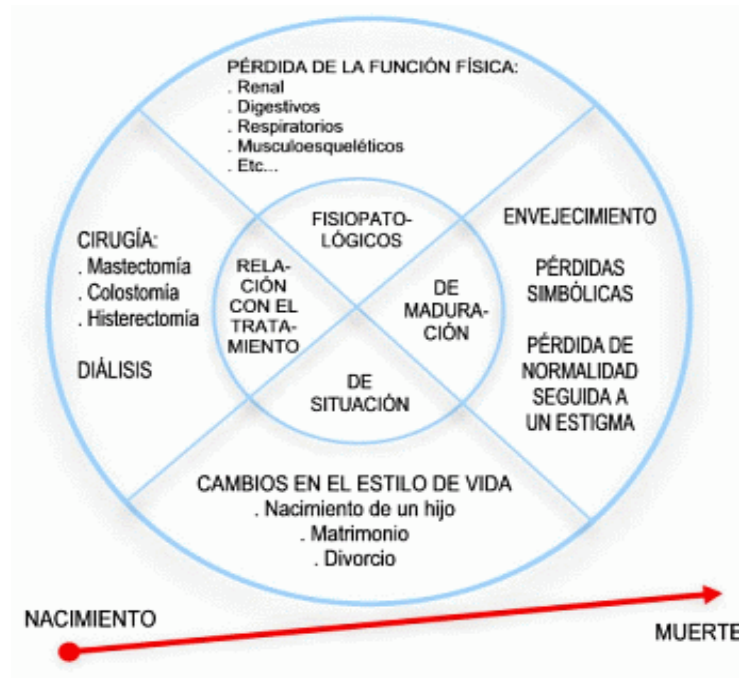 PÉRDIDA DE LA FUNCIÓN FÍSICA:
. Renal
. Digestivos
. Respiratorios
. Musculoesqueléticos
. Etc...
FISIOPATO-
LÓGICOS
CIRUGÍA:
. Mastectomía
. Colostomia
. Histerectomía
DIÁLISIS
RELA-
CIÓN
CON EL
TRATA-
MIENTO
DE
MADURA-
CIÓN
ENVEJECIMIENTO
PÉRDIDAS
SIMBÓLICAS
PÉRDIDA DE
NORMALIDAD
SEGUIDA A
UN ESTIGMA
DE
SITUACIÓN
CAMBIOS EN EL ESTILO DE VIDA
. Nacimiento de un hijo
. Matrimonio
. Divorcio
NACIMIENTO
MUERTE